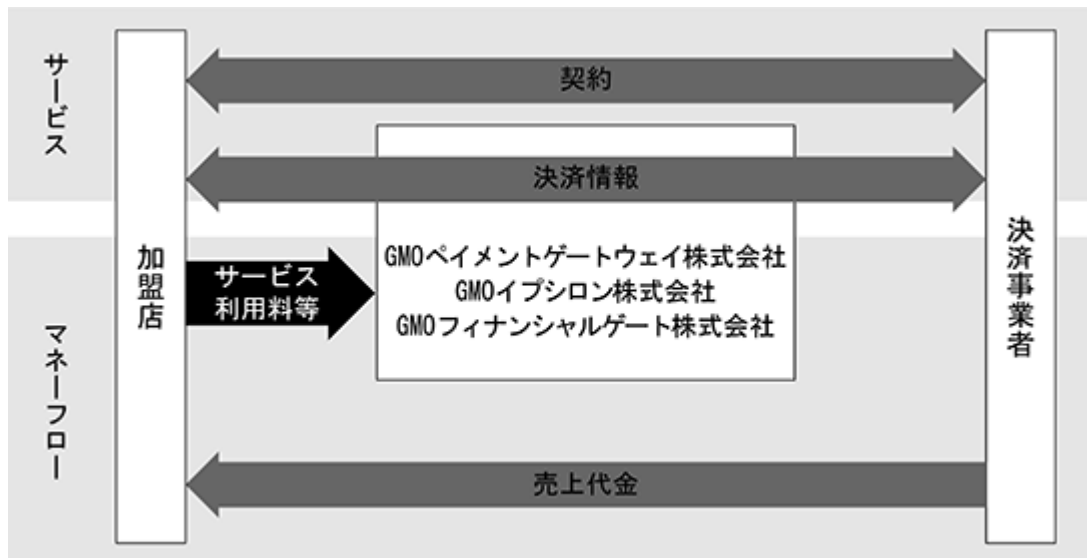 サービス
契約
決済情報
加盟店
GMOペイメントゲートウェイ株式会社
GMOイプシロン株式会社
GMOフィナンシャルゲート株式会社
サービス
利用料等
決済事業者
マネーフロー
売上代金